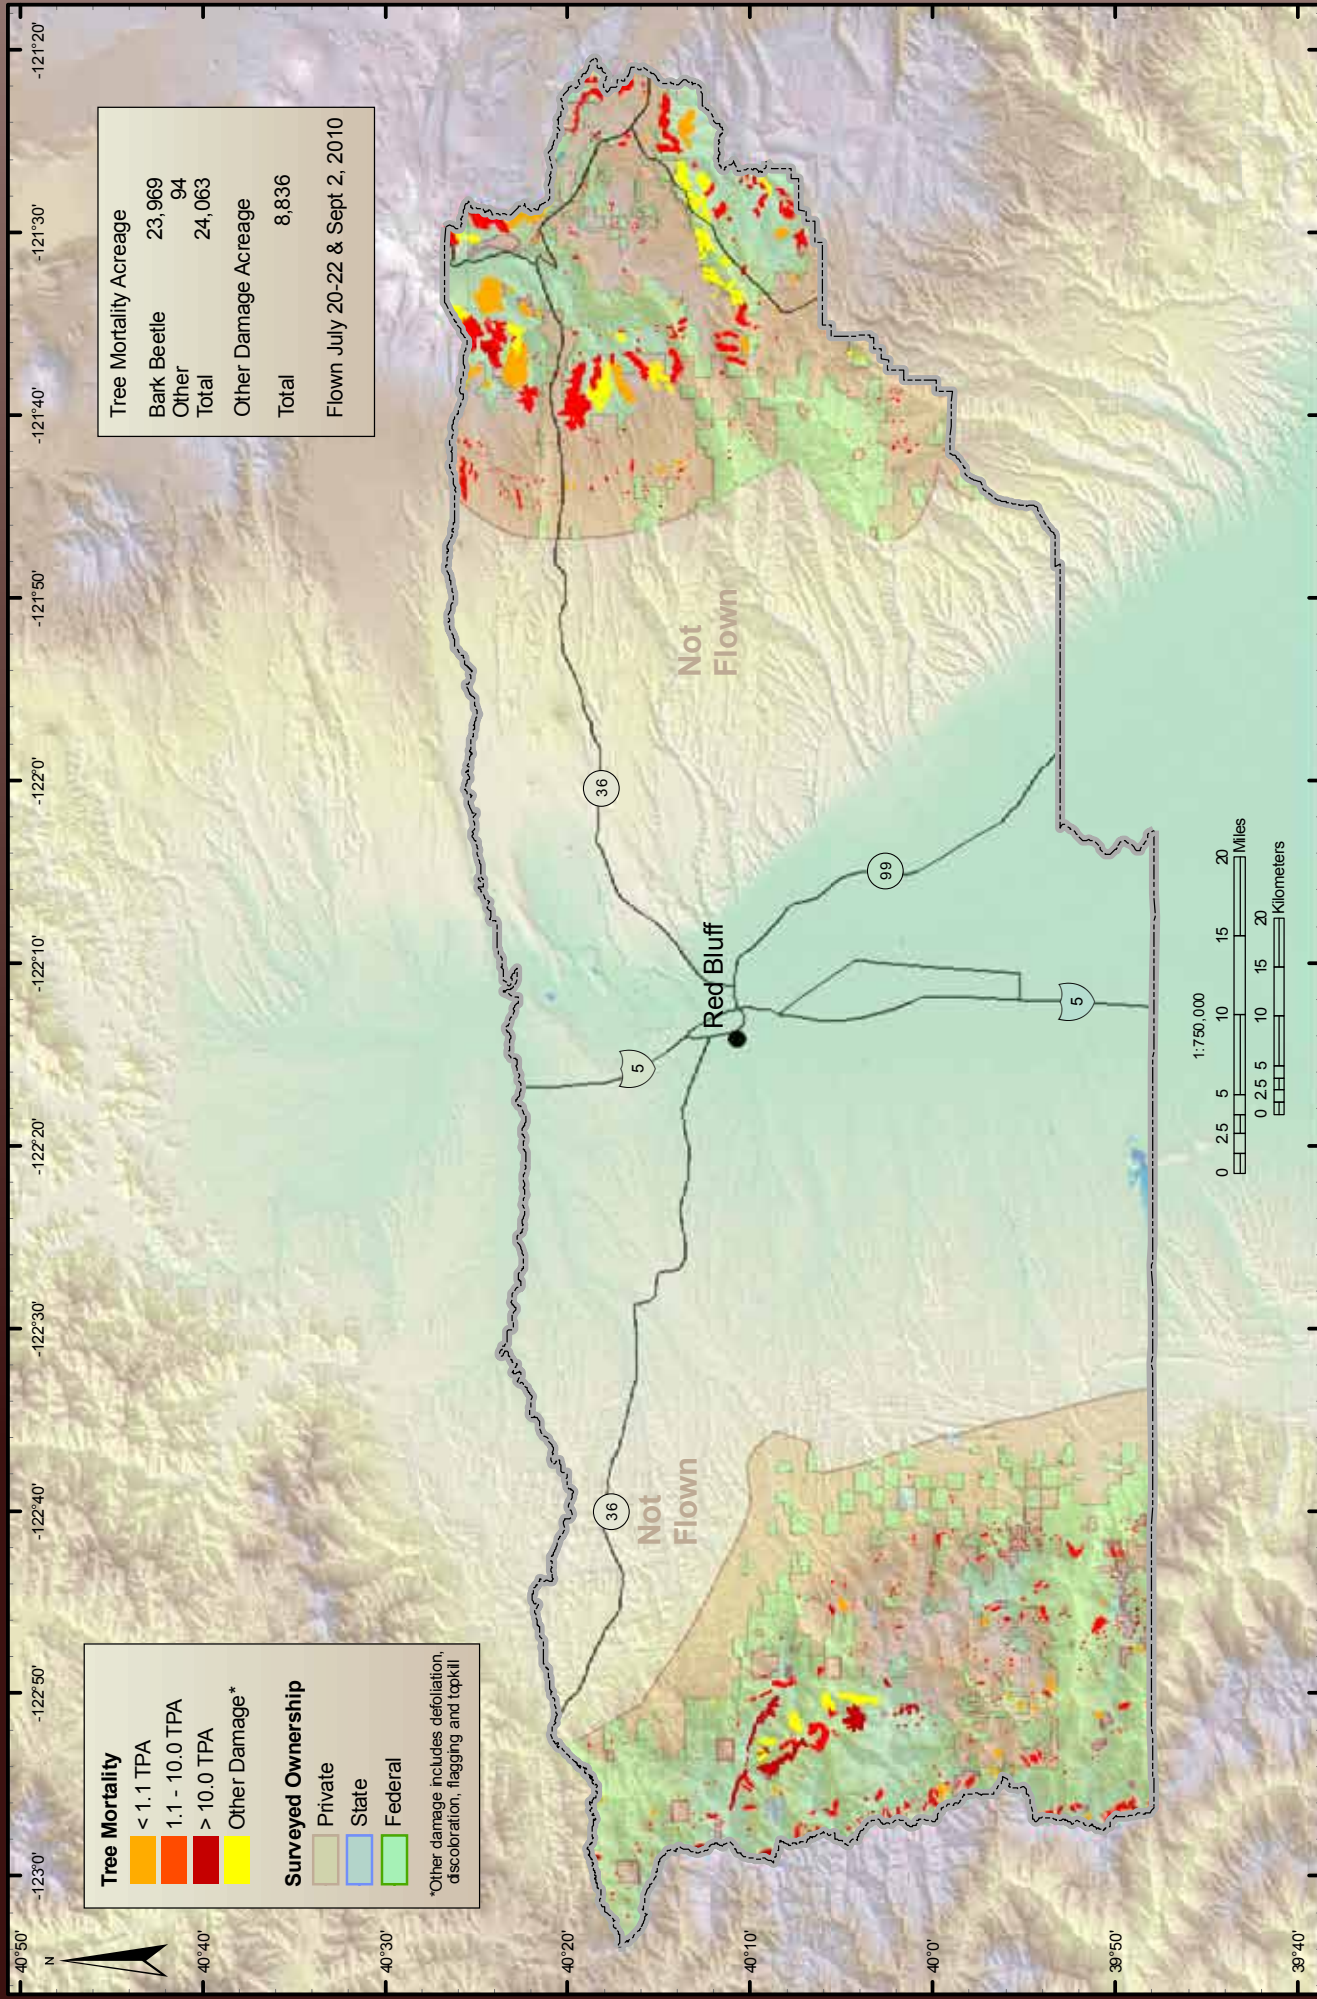 -123°0'
-122°50'
-122°40'
-122°30'
-122°20'
-122°10'
-122°0'
-121°50'
-121°40'
-121°30'
-121°20'
40°50'
40°40'
40°30'
40°20'
40°10'
40°0'
39°50'
39°40'
N
Tree Mortality
< 1.1 TPA
1.1 - 10.0 TPA
> 10.0 TPA
Other Damage*
Surveyed Ownership
Private
State
Federal
*Other damage includes defoliation,
discoloration, flagging and topkill
Tree Mortality Acreage
Bark Beetle 23,969
Other 94
Total 24,063
Other Damage Acreage
Total 8,836
Flown July 20-22 & Sept 2, 2010
36
Not
Flown
5
Red Bluff
36
Not
Flown
99
5
1:750,000
0 2.5 5 10 15 20
Miles
0 2.5 5 10 15 20
Kilometers